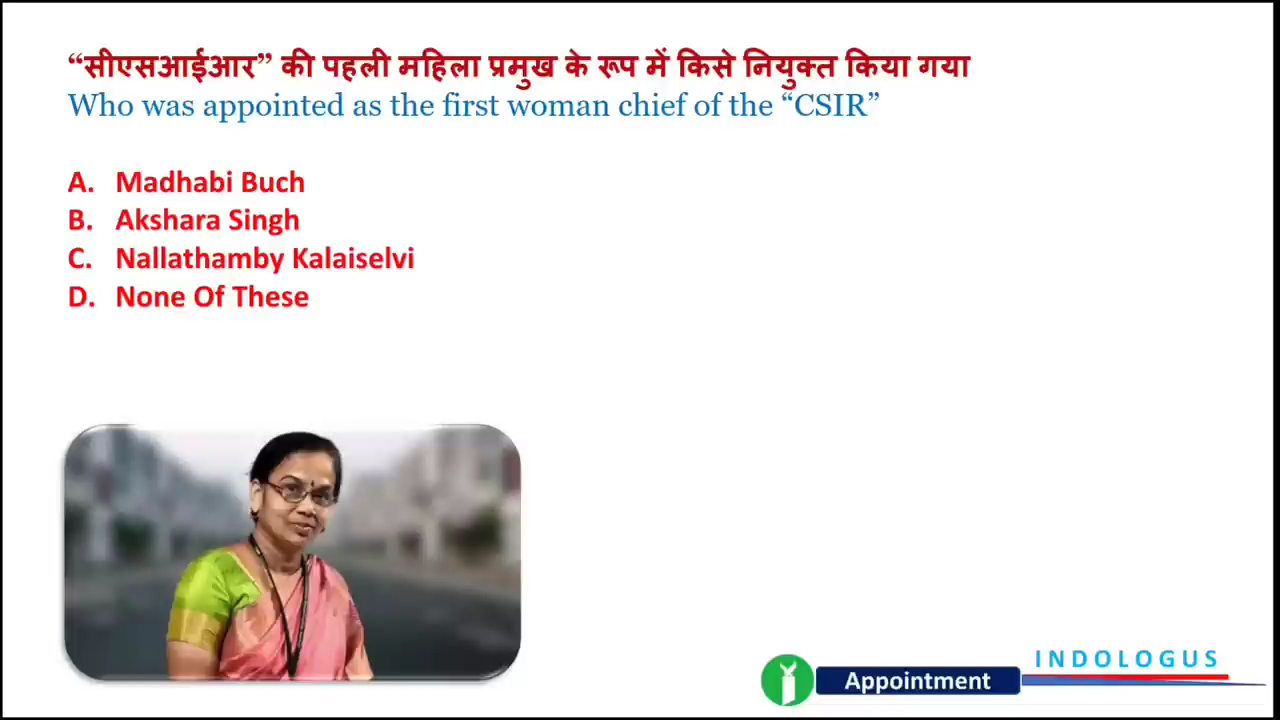 “सीएसआईआर” की पहली महिला प्रमुख के रूप में किसे नियुक्त किया गया
Who was appointed as the first woman chief of the “CSIR”
A. Madhabi Buch
B. Akshara Singh
C. Nallathamby Kalaiselvi
D. None Of These
INDOLOGUS
Appointment